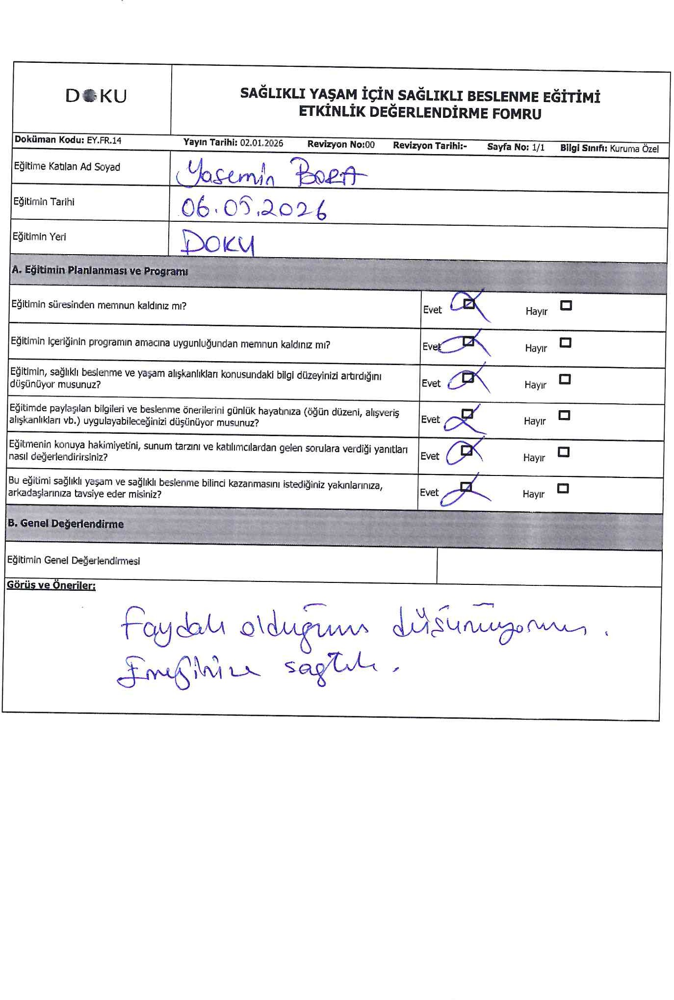 DOKU
SAĞLIKLI YAŞAM İÇİN SAĞLIKLI BESLENME EĞİTİMİ
ETKİNLİK DEĞERLENDİRME FOMRU
Doküman Kodu: EY.FR.14 Yayın Tarihi: 02.01.2026 Revizyon No:00 Revizyon Tarihi:- Sayfa No: 1/1 Bilgi Sınıfı: Kuruma Özel
Eğitime Katılan Ad Soyad Yasemin BORA
Eğitimin Tarihi 06.05.2026
Eğitimin Yeri DOKU
A. Eğitimin Planlanması ve Programı
Eğitimin süresinden memnun kaldınız mı? Evet Hayır
Eğitimin içeriğinin programın amacına uygunluğundan memnun kaldınız mı? Evet Hayır
Eğitimin, sağlıklı beslenme ve yaşam alışkanlıkları konusundaki bilgi düzeyinizi artırdığını
düşünüyor musunuz? Evet Hayır
Eğitimde paylaşılan bilgileri ve beslenme önerilerini günlük hayatınıza (öğün düzeni, alışveriş
alışkanlıkları vb.) uygulayabileceğinizi düşünüyor musunuz? Evet Hayır
Eğitmenin konuya hakimiyetini, sunum tarzını ve katılımcılardan gelen sorulara verdiği yanıtları
nasıl değerlendirirsiniz? Evet Hayır
Bu eğitimi sağlıklı yaşam ve sağlıklı beslenme bilinci kazanmasını istediğiniz yakınlarınıza,
arkadaşlarınıza tavsiye eder misiniz? Evet Hayır
B. Genel Değerlendirme
Eğitimin Genel Değerlendirmesi
Görüş ve Öneriler:
Faydalı olduğunu düşünüyorum.
Emeğinize sağlık.